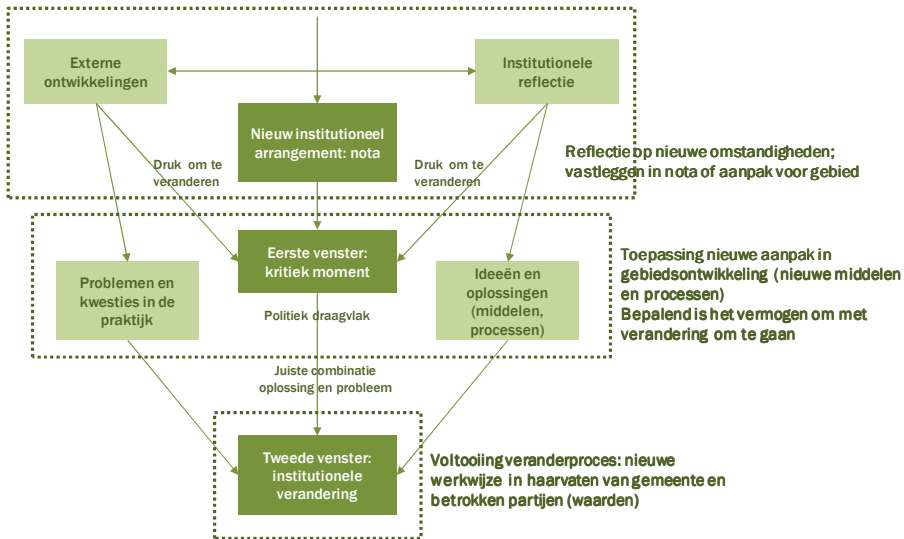 Externe
ontwikkelingen
Institutionele
reflectie
Nieuw institutioneel
arrangement: nota
Druk om te
veranderen
Druk om te
veranderen
Reflectie op nieuwe omstandigheden;
vastleggen in nota of aanpak voor gebied
Eerste venster:
kritiek moment
Problemen en
kwesties in de
praktijk
Ideeën en
oplossingen
(middelen,
processen)
Toepassing nieuwe aanpak in
gebiedsontwikkeling (nieuwe middelen
en processen)
Bepalend is het vermogen om met
verandering om te gaan
Politiek draagvlak
Juiste combinatie
oplossing en probleem
Tweede venster:
institutionele
verandering
Voltooiing veranderproces: nieuwe
werkwijze in haarvaten van gemeente en
betrokken partijen (waarden)